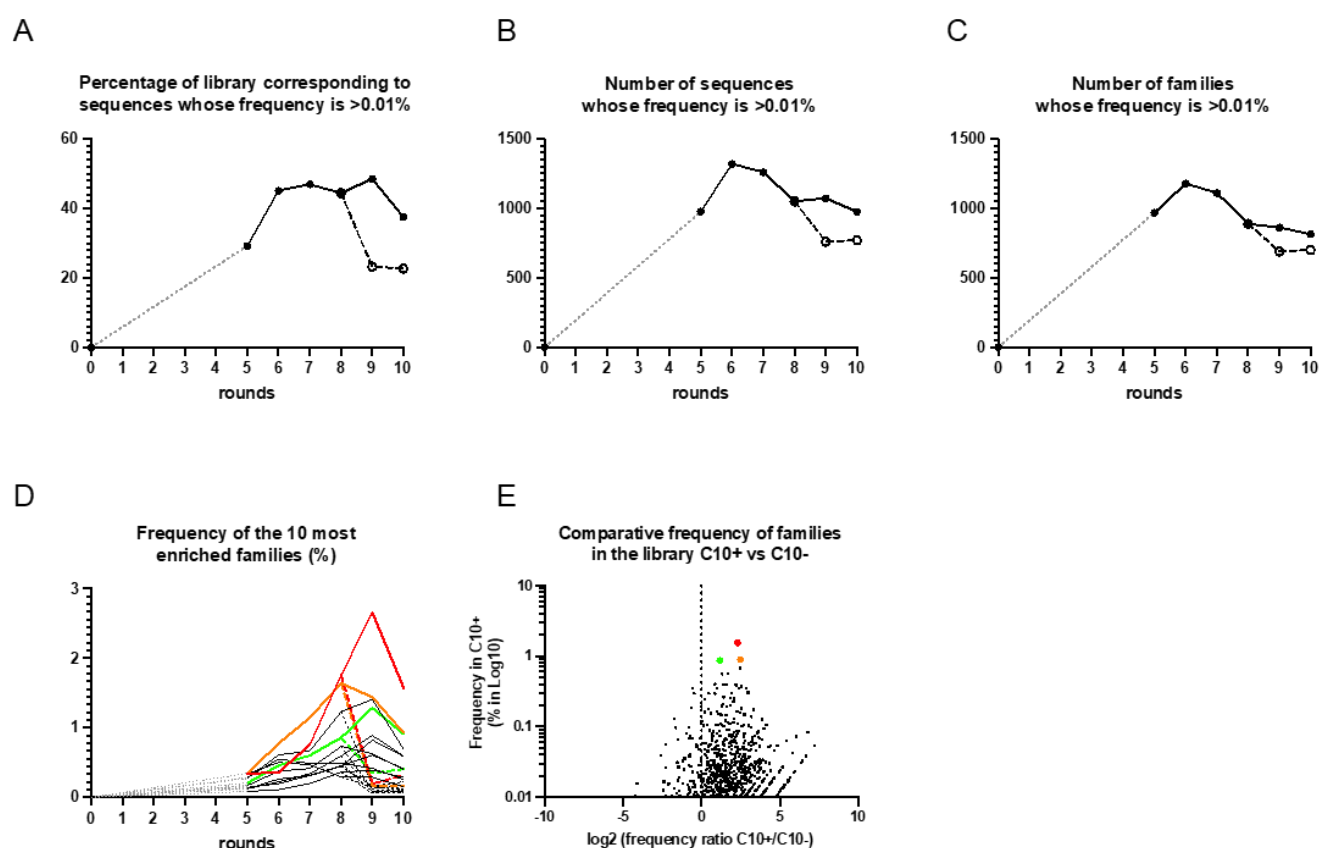 A
B
C
Percentage of library corresponding to
sequences whose frequency is >0.01%
60
40
20
0
0 1 2 3 4 5 6 7 8 9 10
rounds
Number of sequences
whose frequency is >0.01%
1500
1000
500
0
0 1 2 3 4 5 6 7 8 9 10
rounds
Number of families
whose frequency is >0.01%
1500
1000
500
0
0 1 2 3 4 5 6 7 8 9 10
rounds
D
E
Frequency of the 10 most
enriched families (%)
3
2
1
0
0 1 2 3 4 5 6 7 8 9 10
rounds
Comparative frequency of families
in the library C10+ vs C10-
Frequency in C10+
(% in Log10)
10
1
0.1
0.01
-10 -5 0 5 10
log2 (frequency ratio C10+/C10-)